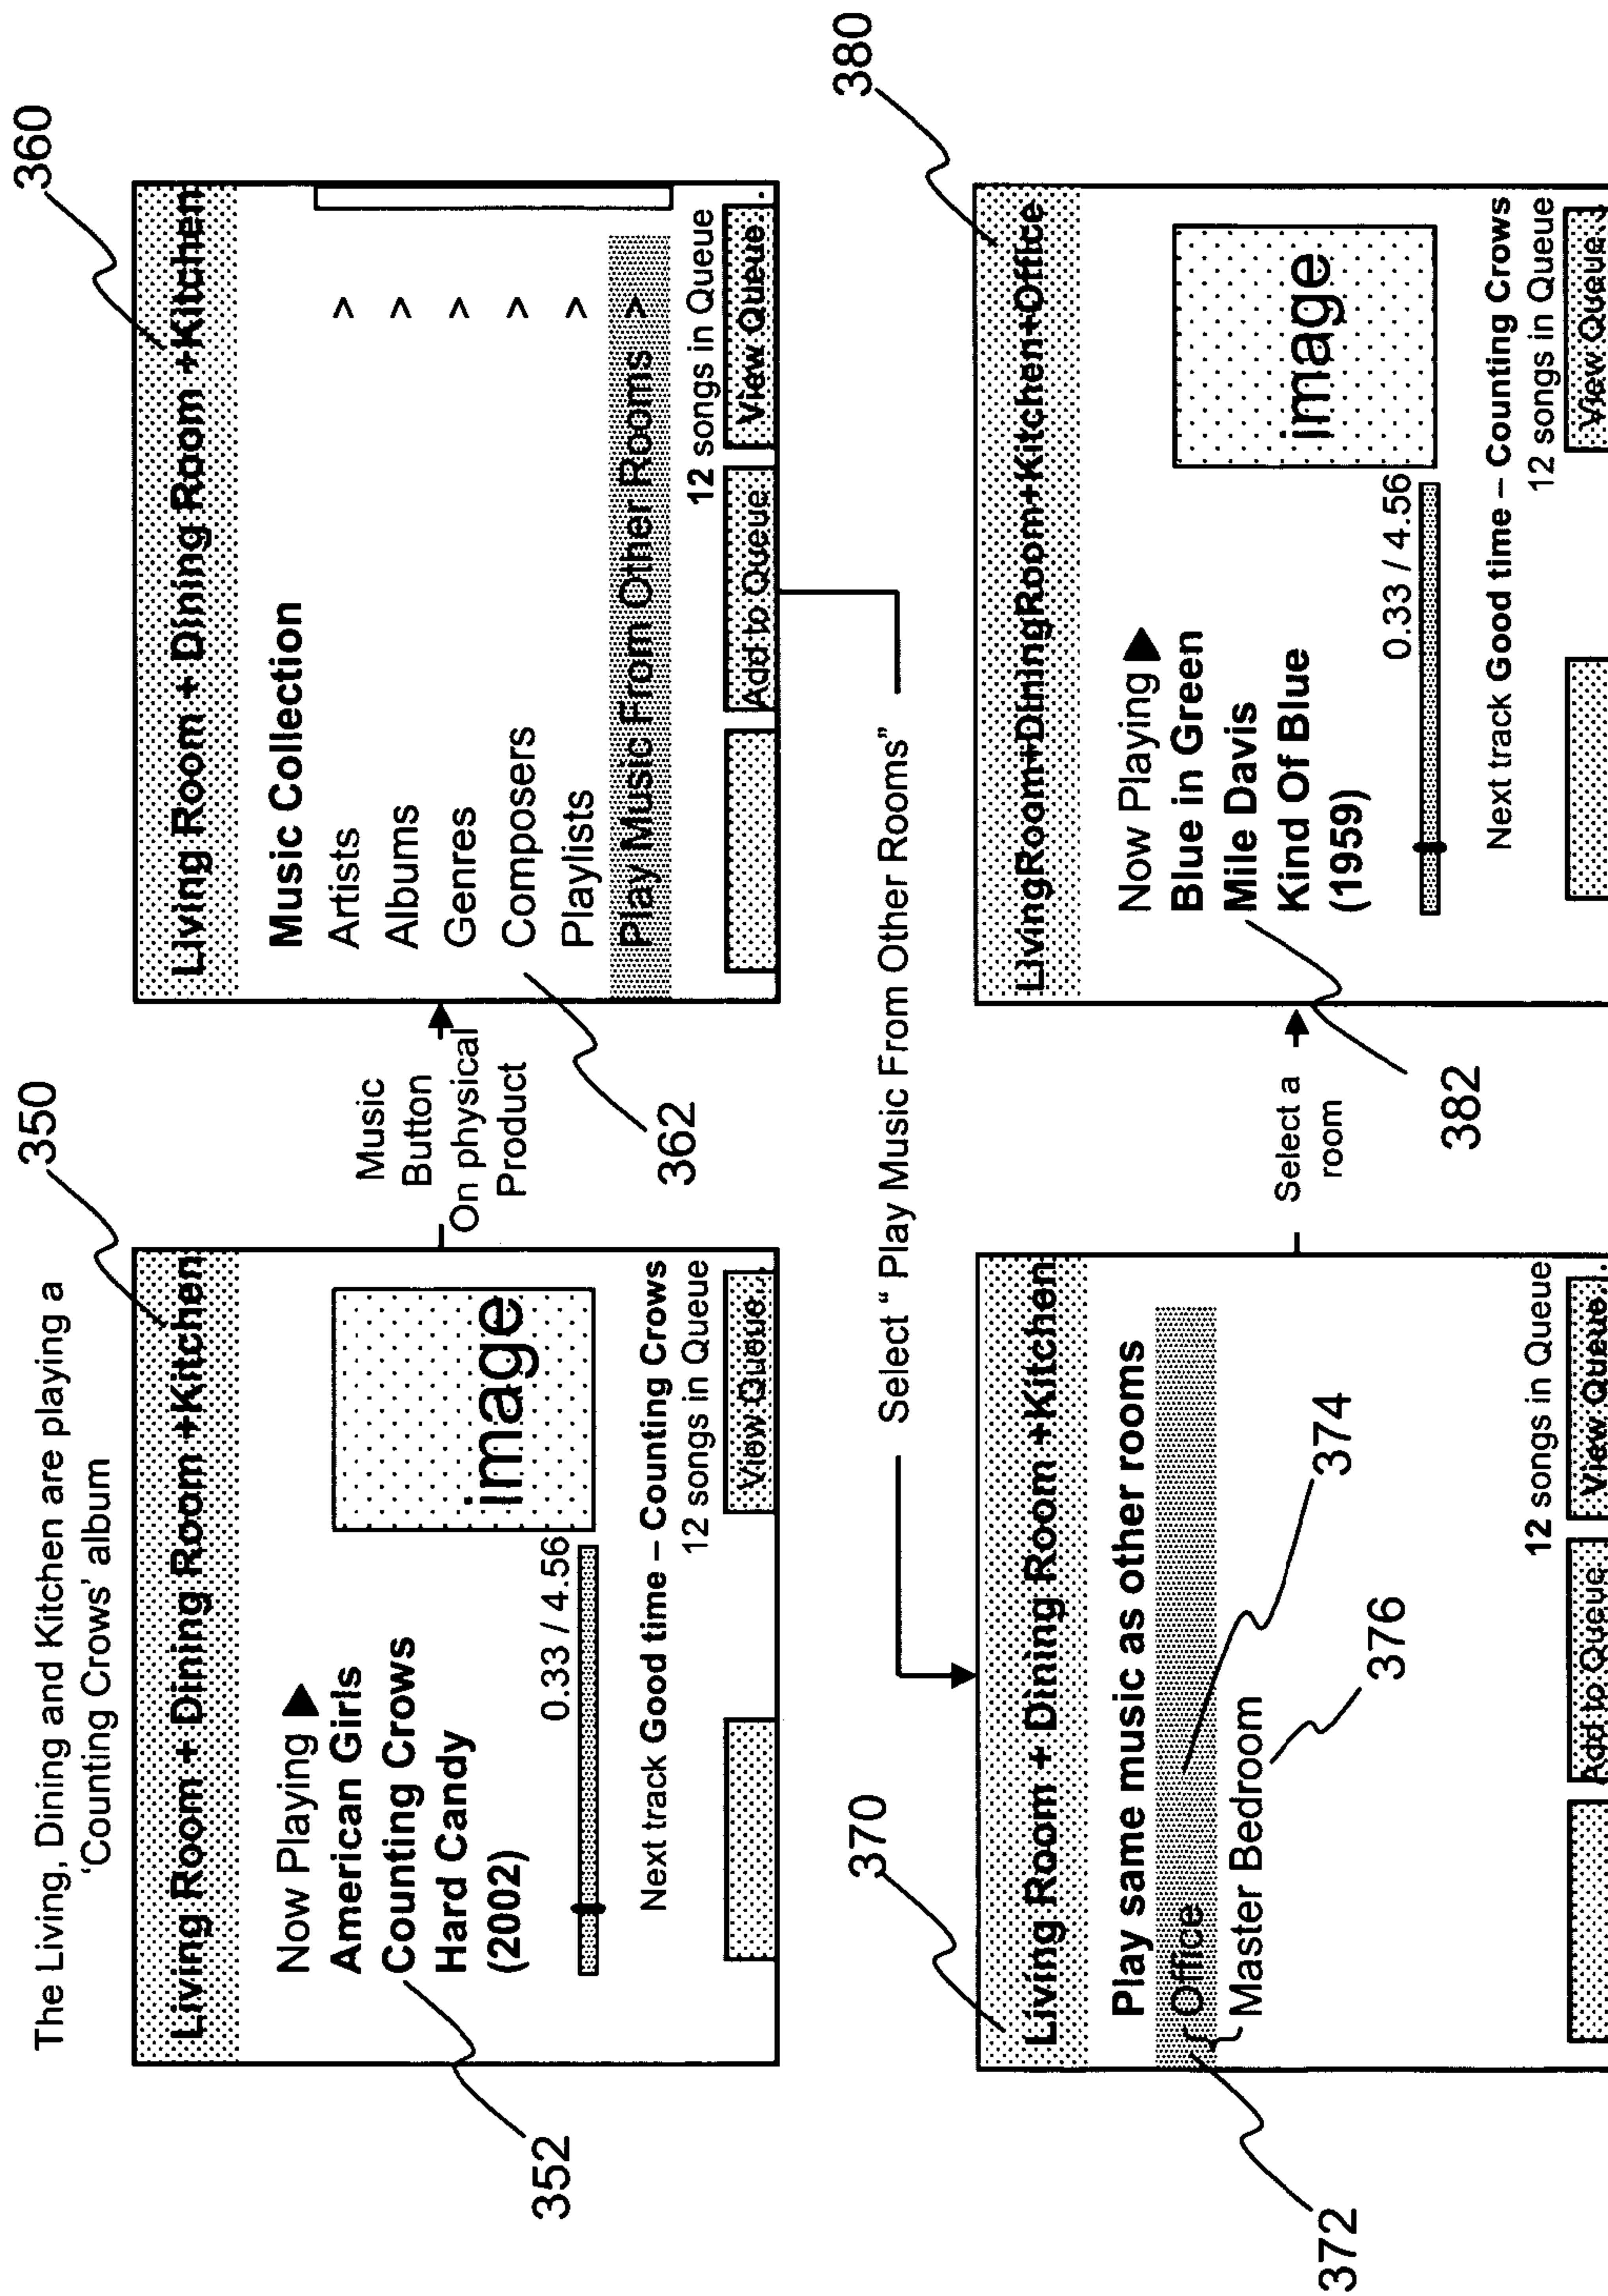 The Living, Dining and Kitchen are playing a
'Counting Crows' album
350
Living Room + Dining Room +Kitchen
Now Playing ▶
American Girls
Counting Crows
Hard Candy
(2002)
image
0.33 / 4.56
Next track Good time – Counting Crows
12 songs in Queue
View Queue
352
Music
Button
On physical
Product
360
Living Room + Dining Room +Kitchen
Music Collection
Artists >
Albums >
Genres >
Composers >
Playlists >
Play Music From Other Rooms >
12 songs in Queue
Add to Queue
View Queue
362
Select " Play Music From Other Rooms"
370
Living Room + Dining Room +Kitchen
Play same music as other rooms
Office
Master Bedroom
12 songs in Queue
Add to Queue
View Queue
372
374
376
Select a
room
380
LivingRoom+DiningRoom+Kitchen+Office
Now Playing ▶
Blue in Green
Mile Davis
Kind Of Blue
(1959)
image
0.33 / 4.56
Next track Good time – Counting Crows
12 songs in Queue
View Queue
382